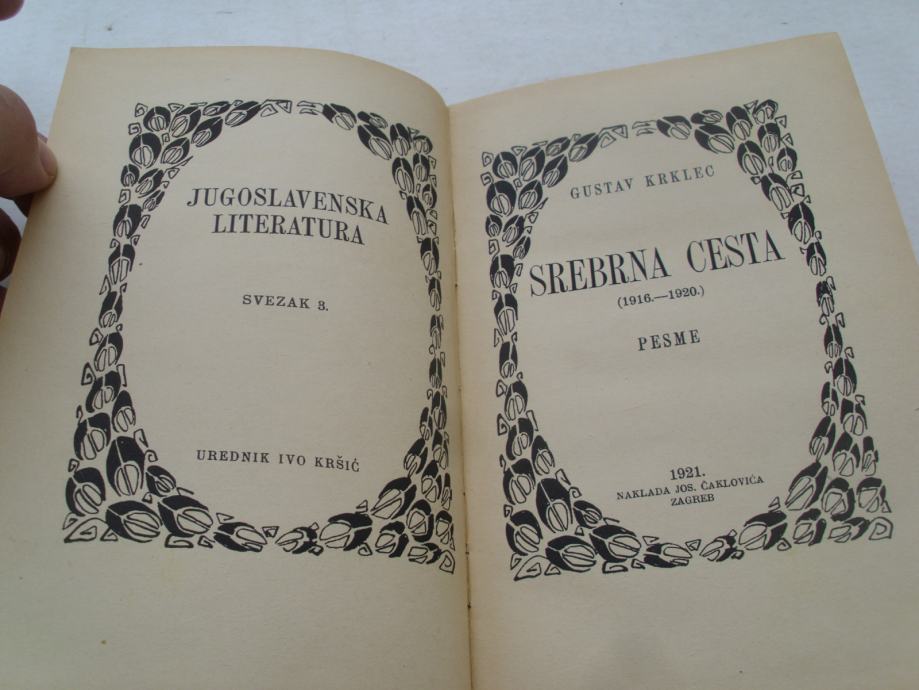 JUGOSLAVENSKA
LITERATURA
SVEZAK 3.
UREDNIK IVO KRŠIĆ
GUSTAV KRKLEC
SREBRNA CESTA
(1916.—1920.)
PESME
1921.
NAKLADA JOS. ČAKLOVIĆA
ZAGREB